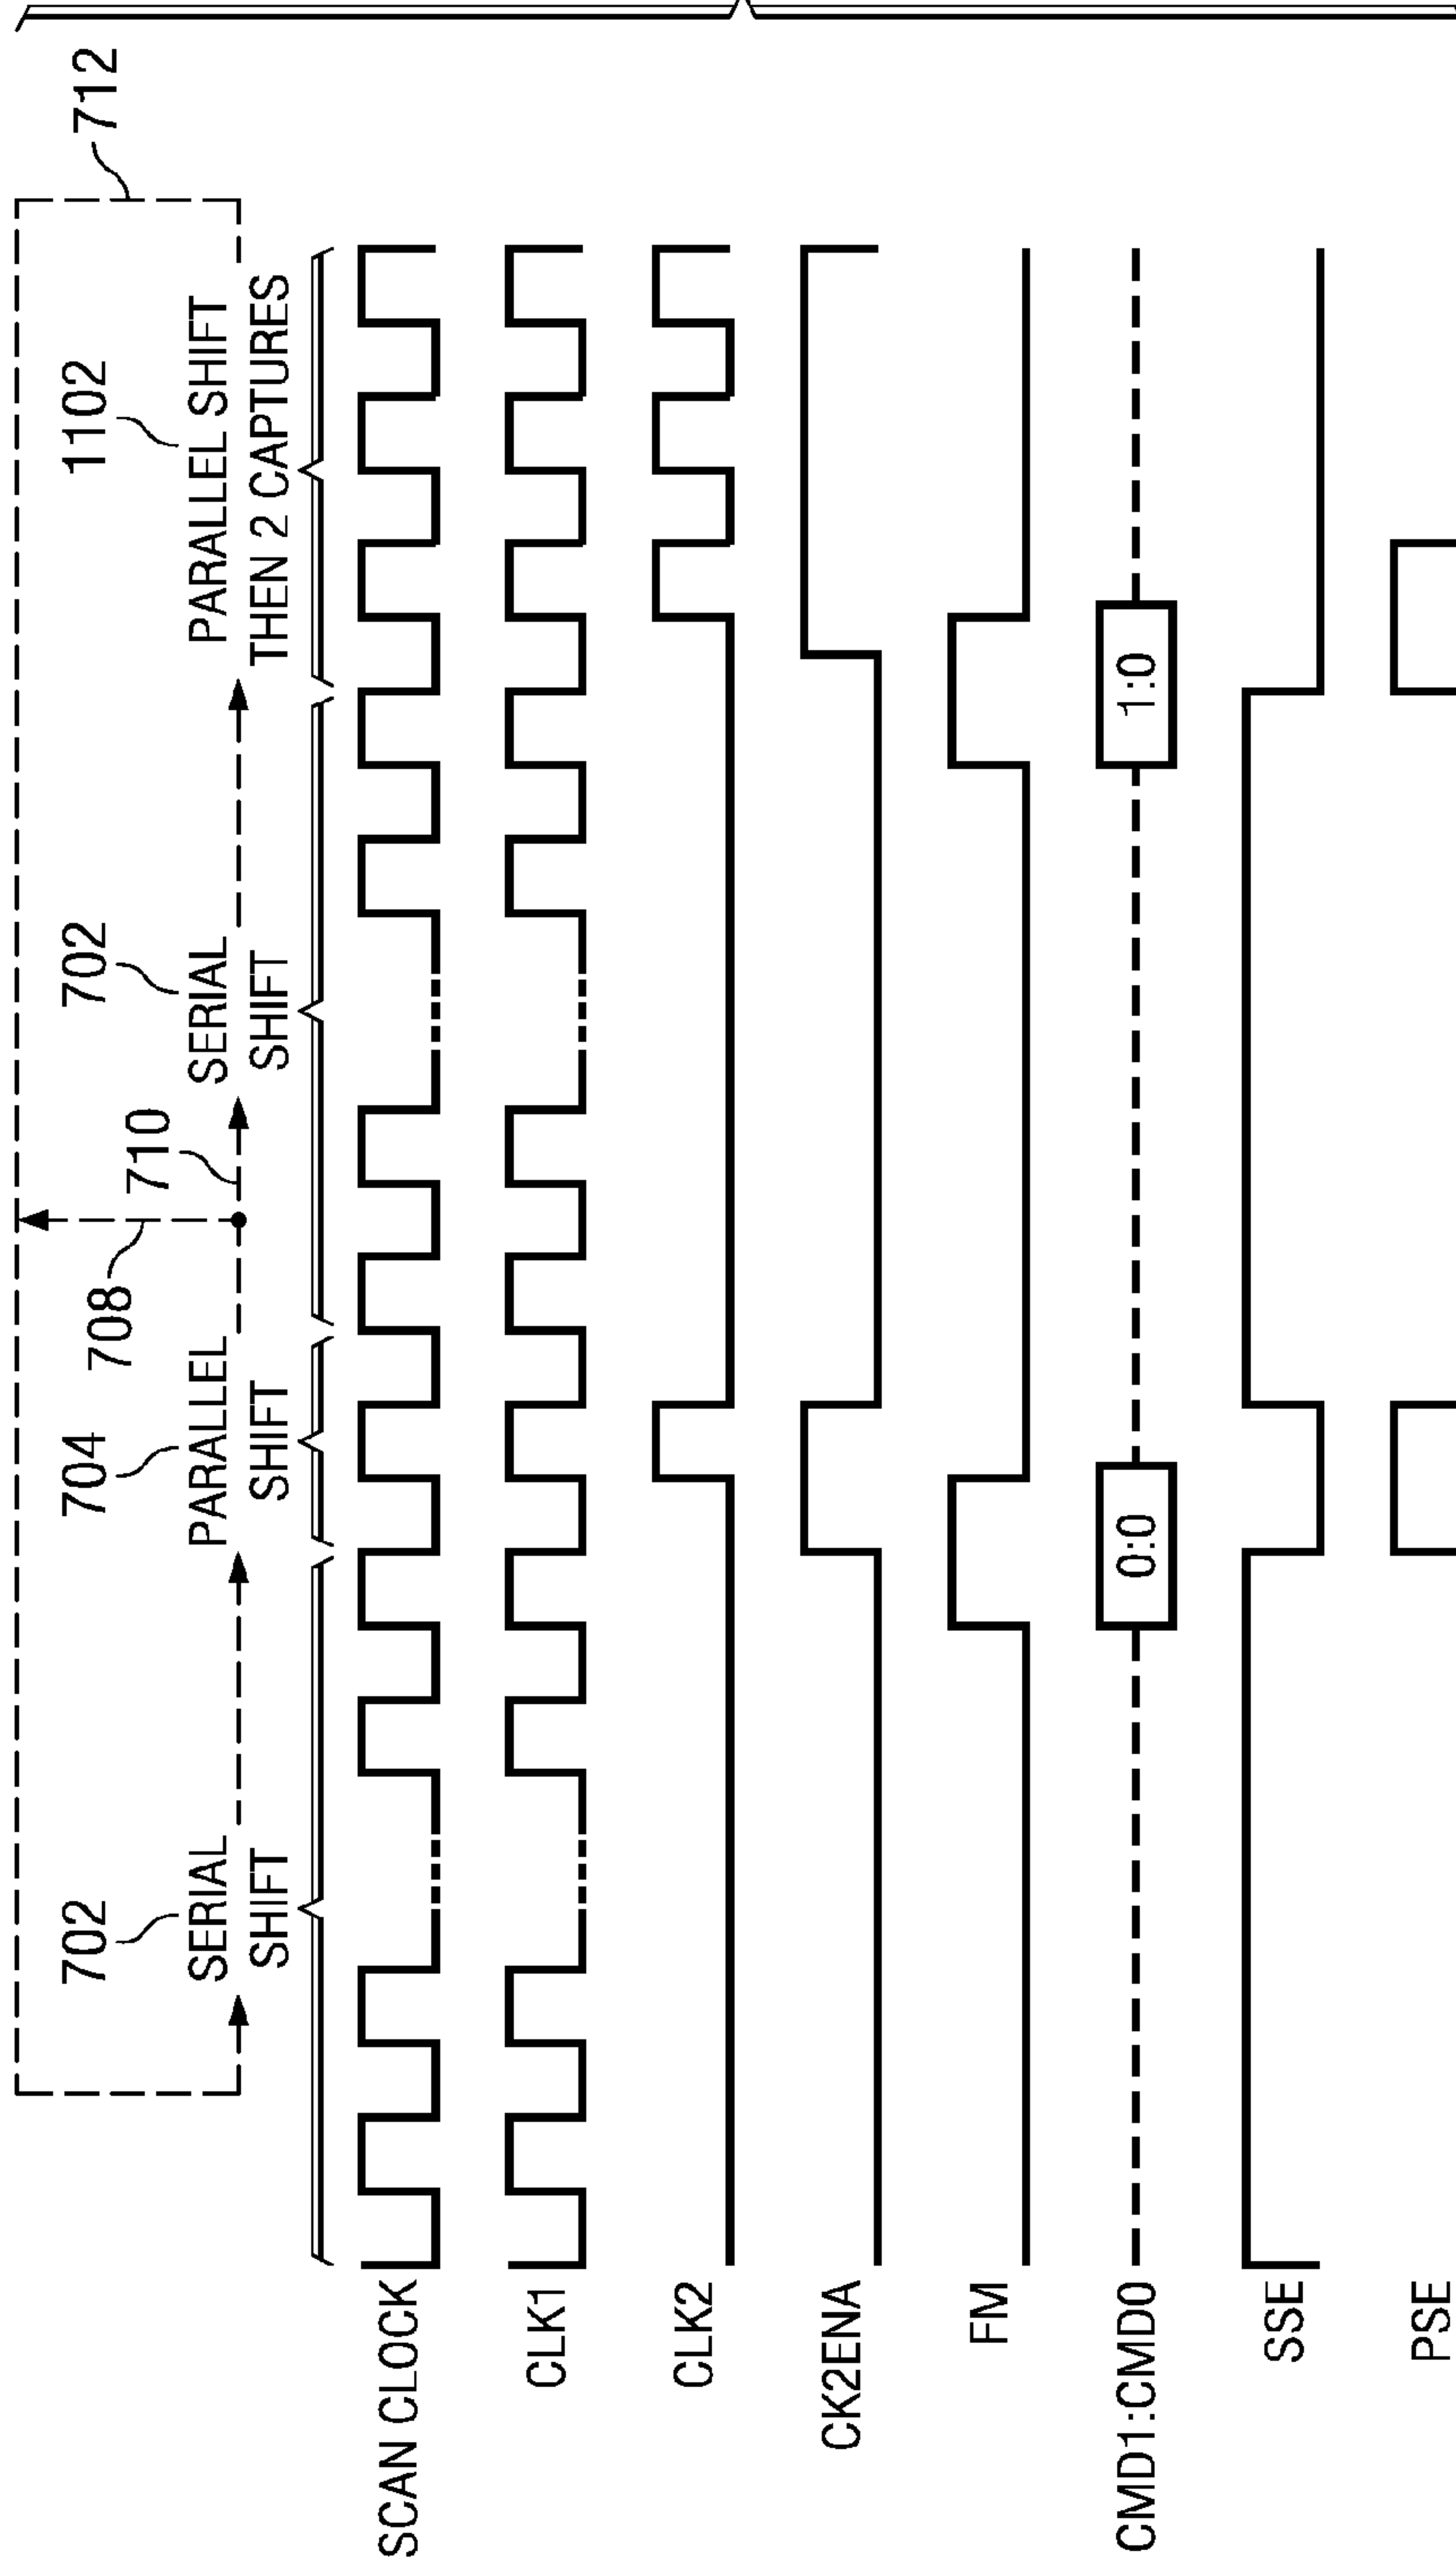 712
702
704
708
710
702
1102
SERIAL
SHIFT
PARALLEL
SHIFT
SERIAL
SHIFT
PARALLEL SHIFT
THEN 2 CAPTURES
SCAN CLOCK
CLK1
CLK2
CK2ENA
FM
CMD1:CMD0
0:0
1:0
SSE
PSE